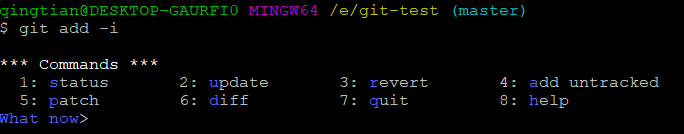 qingtian@DESKTOP-GAURFI0 MINGW64 /e/git-test (master)
$ git add -i
*** Commands ***
1: status 2: update 3: revert 4: add untracked
5: patch 6: diff 7: quit 8: help
What now>